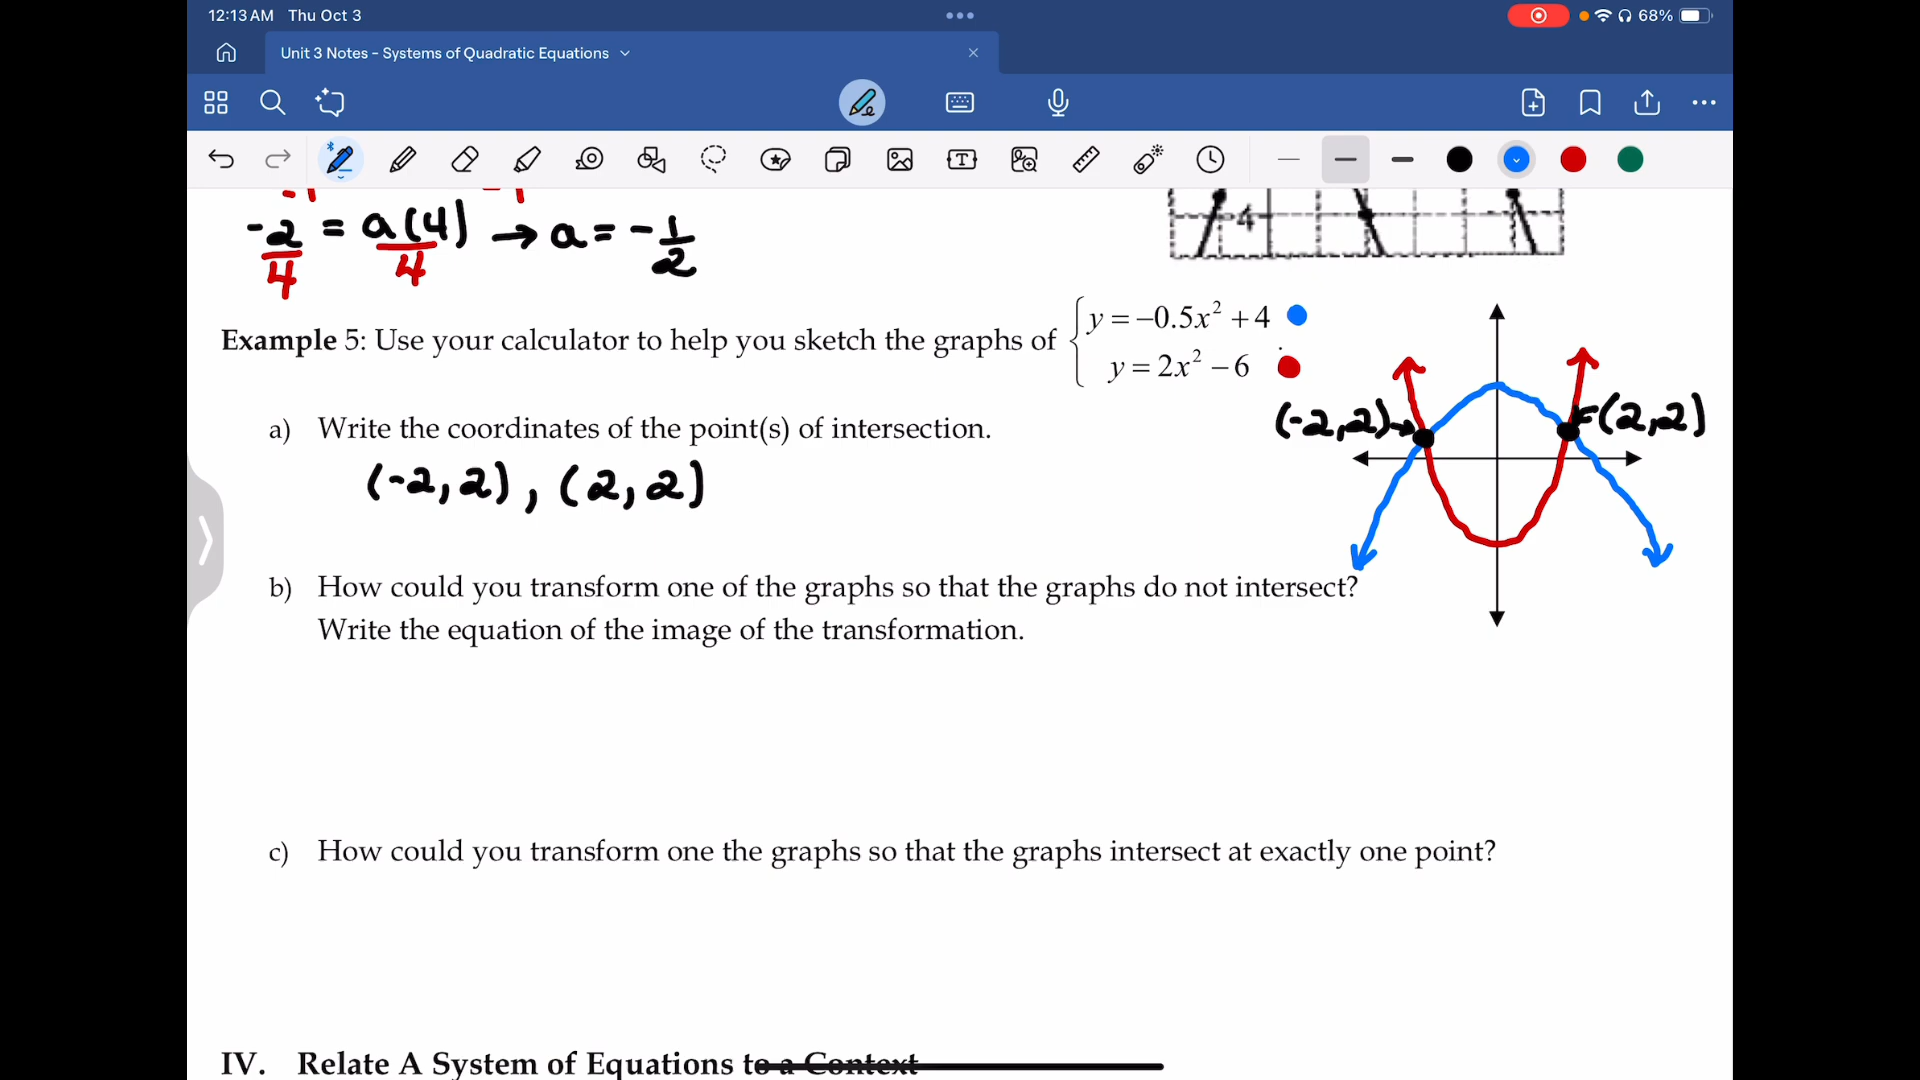 12:13 AM Thu Oct 3
68%
Unit 3 Notes - Systems of Quadratic Equations
-2/4 = a(4)/4 → a = -1/2
-4
Example 5: Use your calculator to help you sketch the graphs of { y = −0.5x² + 4
y = 2x² − 6
(-2,2) (2,2)
a) Write the coordinates of the point(s) of intersection.
(-2,2), (2,2)
b) How could you transform one of the graphs so that the graphs do not intersect?
Write the equation of the image of the transformation.
c) How could you transform one the graphs so that the graphs intersect at exactly one point?
IV. Relate A System of Equations to a Context